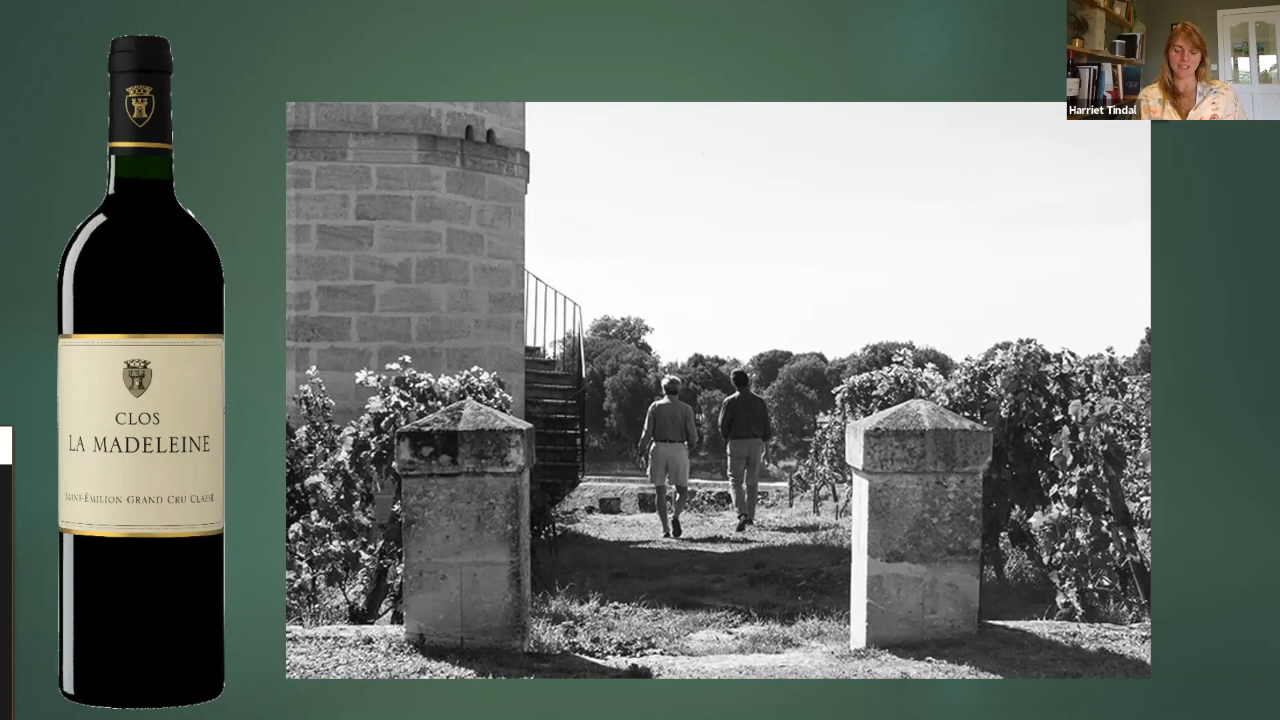 CLOS
LA MADELEINE
SAINT-ÉMILION GRAND CRU CLASSÉ
Harriet Tindal